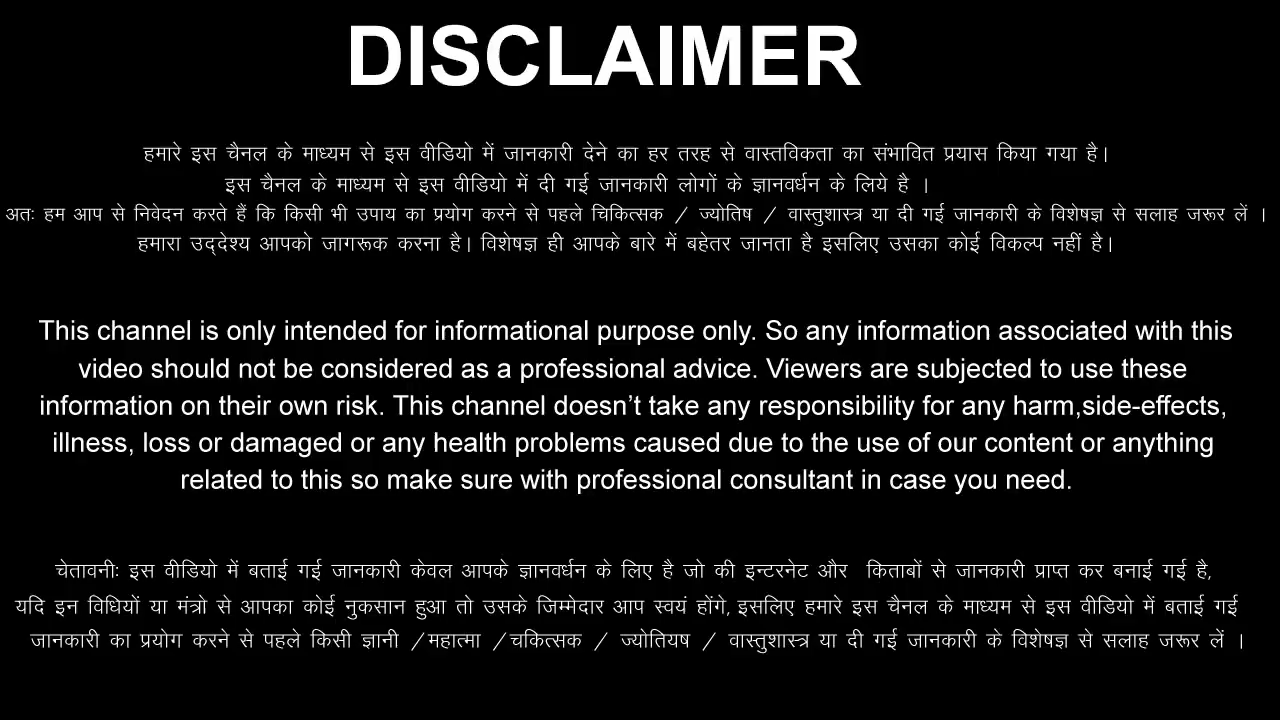 DISCLAIMER
हमारे इस चैनल के माध्यम से इस वीडियो में जानकारी देने का हर तरह से वास्तविकता का संभावित प्रयास किया गया है।
इस चैनल के माध्यम से इस वीडियो में दी गई जानकारी लोगों के ज्ञानवर्धन के लिये है ।
अतः हम आप से निवेदन करते हैं कि किसी भी उपाय का प्रयोग करने से पहले चिकित्सक / ज्योतिष / वास्तुशास्त्र या दी गई जानकारी के विशेषज्ञ से सलाह जरूर लें ।
हमारा उद्देश्य आपको जागरूक करना है। विशेषज्ञ ही आपके बारे में बहेतर जानता है इसलिए उसका कोई विकल्प नहीं है।
This channel is only intended for informational purpose only. So any information associated with this
video should not be considered as a professional advice. Viewers are subjected to use these
information on their own risk. This channel doesn’t take any responsibility for any harm,side-effects,
illness, loss or damaged or any health problems caused due to the use of our content or anything
related to this so make sure with professional consultant in case you need.
चेतावनीः इस वीडियो में बताई गई जानकारी केवल आपके ज्ञानवर्धन के लिए है जो की इन्टरनेट और किताबों से जानकारी प्राप्त कर बनाई गई है,
यदि इन विधियों या मंत्रो से आपका कोई नुकसान हुआ तो उसके जिम्मेदार आप स्वयं होंगे, इसलिए हमारे इस चैनल के माध्यम से इस वीडियो में बताई गई
जानकारी का प्रयोग करने से पहले किसी ज्ञानी /महात्मा /चकित्सक / ज्योतियष / वास्तुशास्त्र या दी गई जानकारी के विशेषज्ञ से सलाह जरूर लें ।